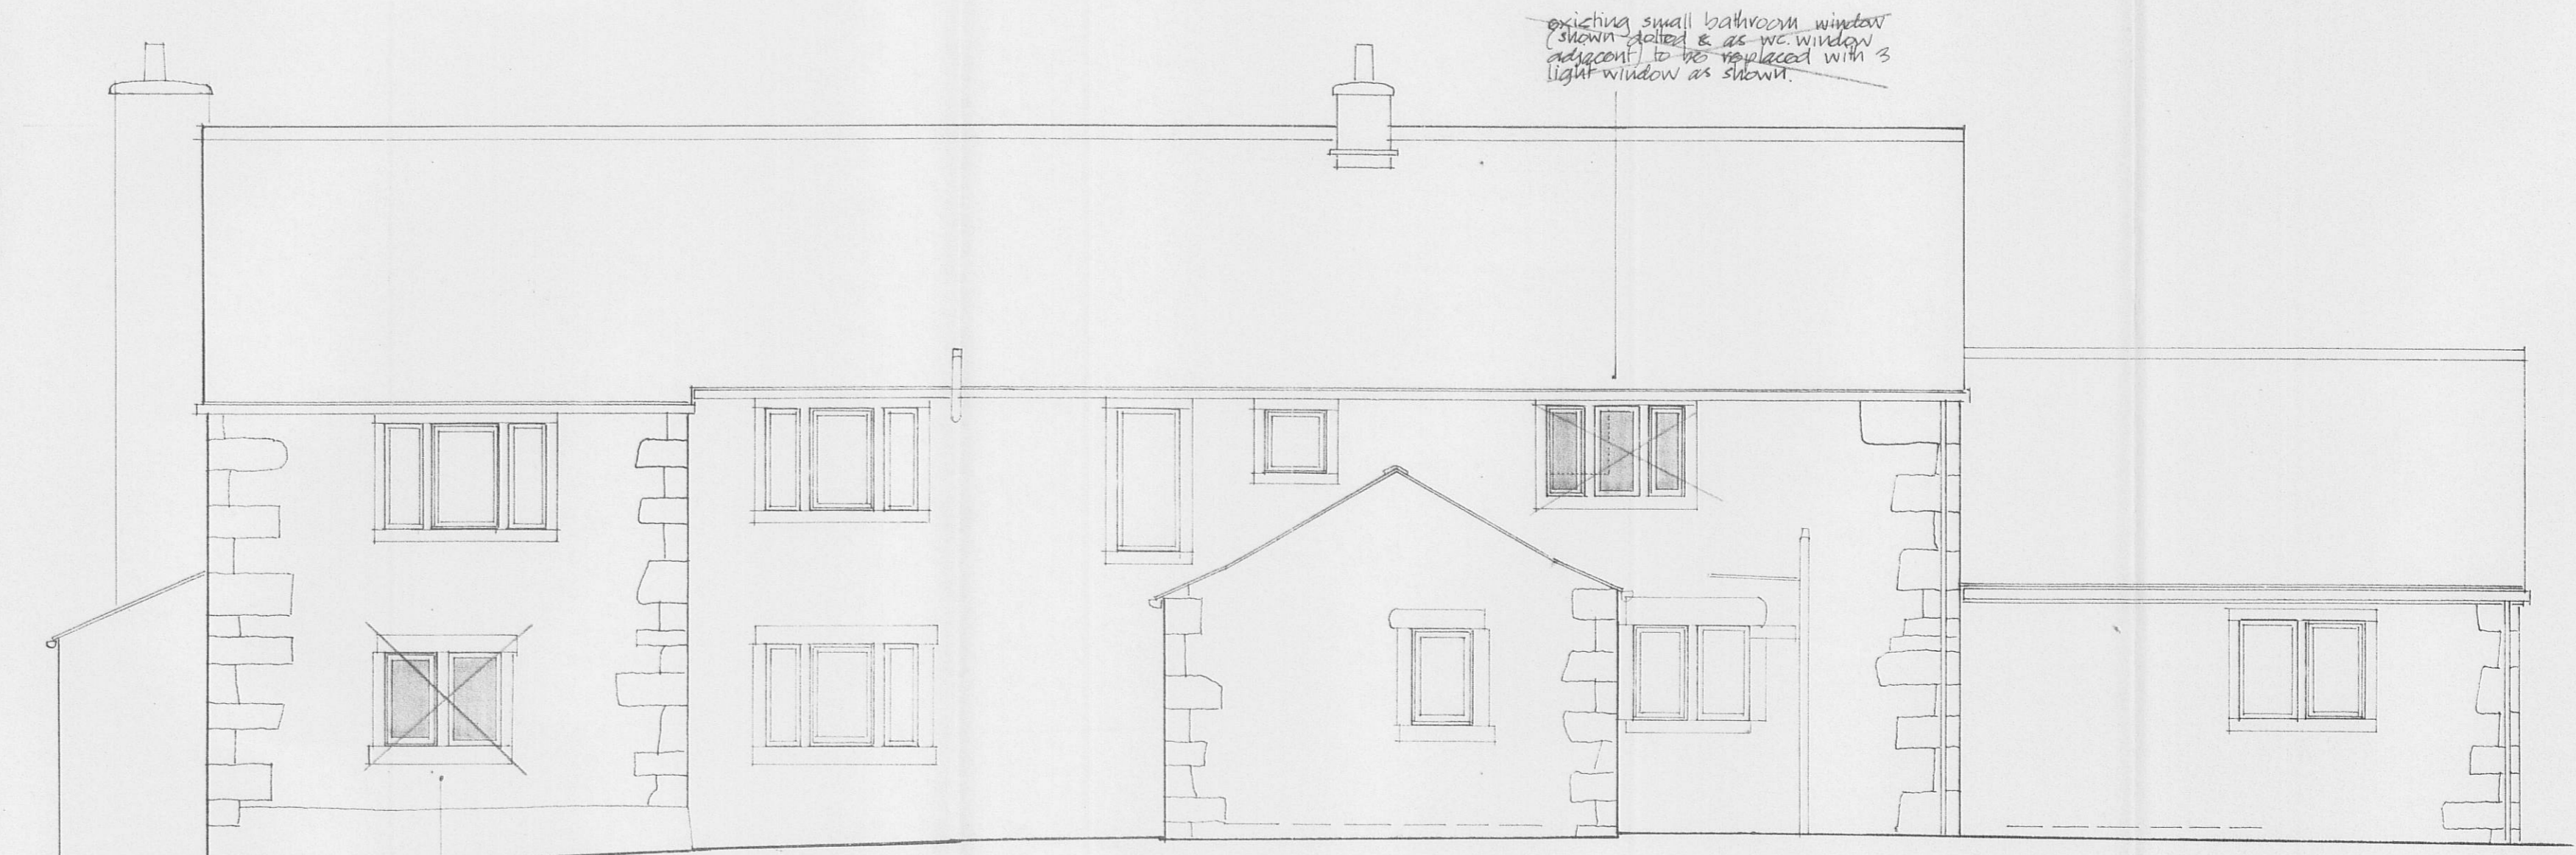 existing small bathroom window
(shown dotted & as wc. window
adjacent) to be replaced with 3
light window as shown.